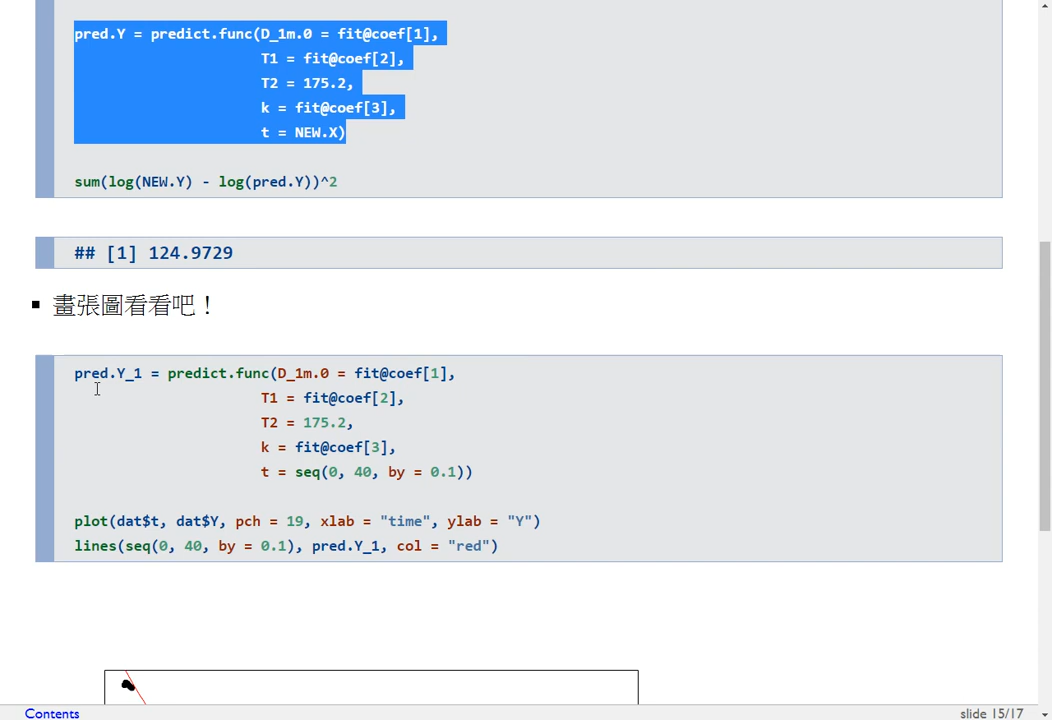 pred.Y = predict.func(D_1m.0 = fit@coef[1],
T1 = fit@coef[2],
T2 = 175.2,
k = fit@coef[3],
t = NEW.X)
sum(log(NEW.Y) - log(pred.Y))^2
## [1] 124.9729
▪ 畫張圖看看吧！
pred.Y_1 = predict.func(D_1m.0 = fit@coef[1],
T1 = fit@coef[2],
T2 = 175.2,
k = fit@coef[3],
t = seq(0, 40, by = 0.1))
plot(dat$t, dat$Y, pch = 19, xlab = "time", ylab = "Y")
lines(seq(0, 40, by = 0.1), pred.Y_1, col = "red")
Contents
slide 15/17